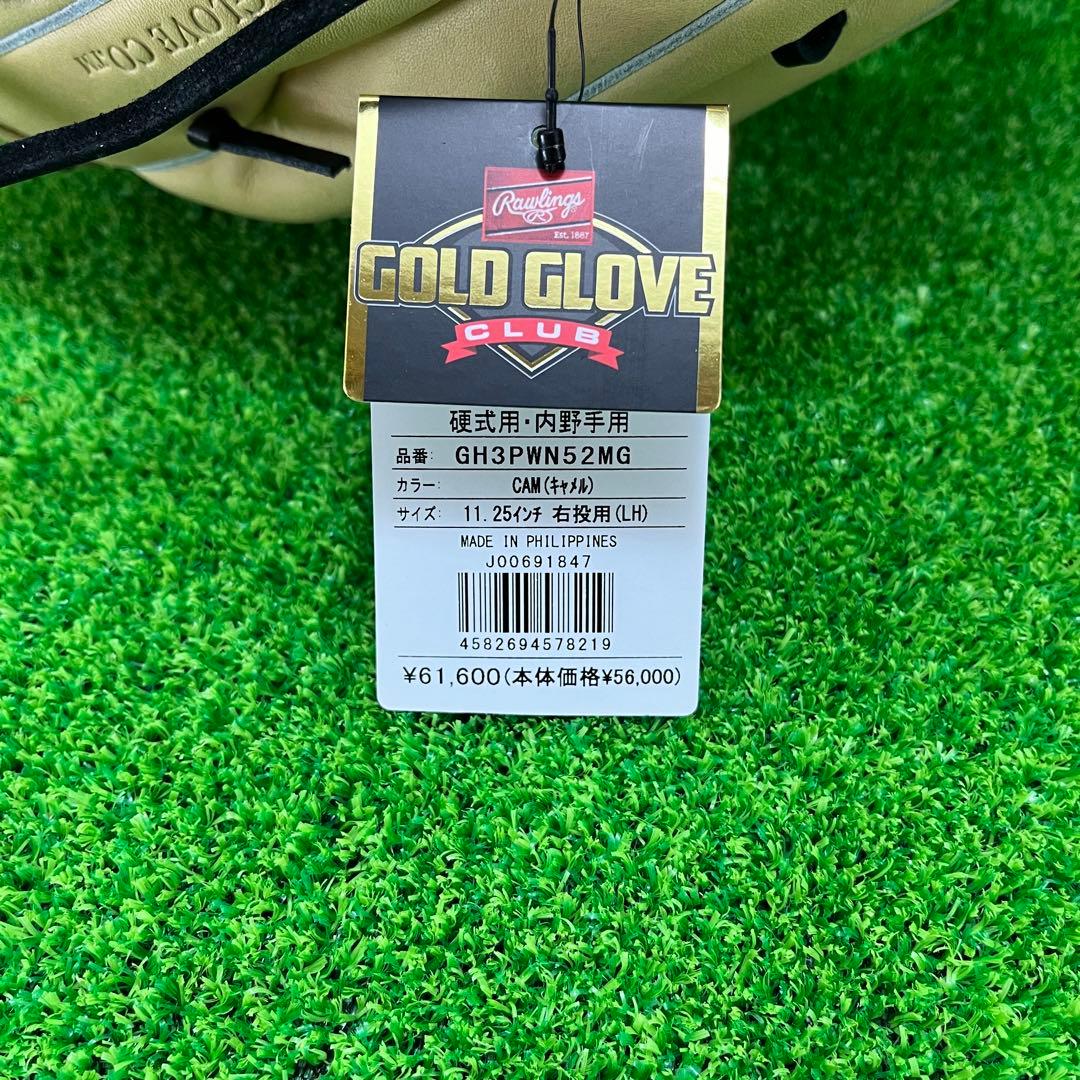 GLOVE CO.™
Rawlings
R
Est. 1887
GOLD GLOVE
CLUB
硬式用・内野手用
品番: GH3PWN52MG
カラー: CAM(ｷｬﾒﾙ)
サイズ: 11.25ｲﾝﾁ 右投用(LH)
MADE IN PHILIPPINES
J00691847
4582694578219
¥61,600(本体価格¥56,000)